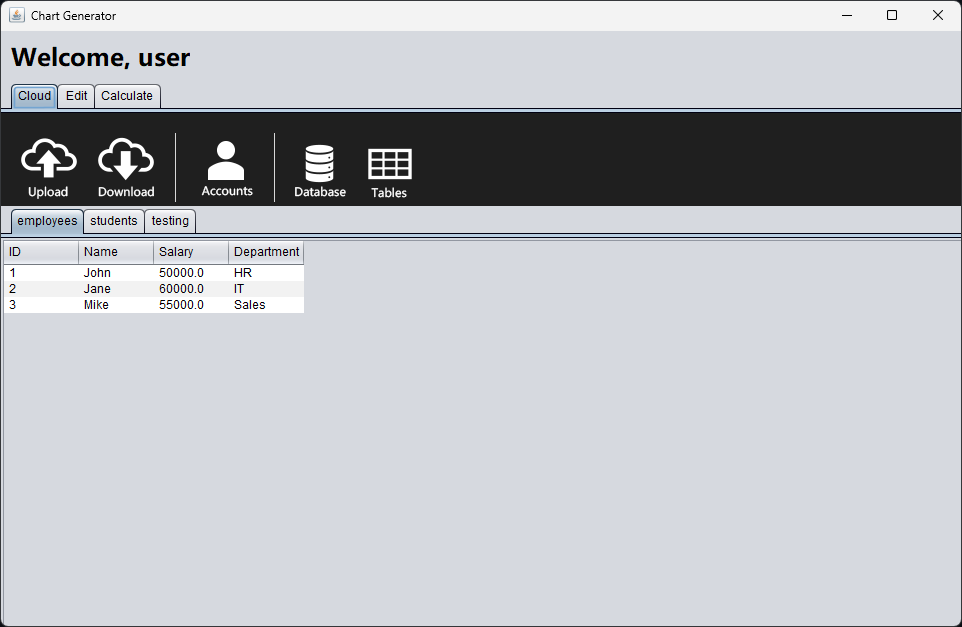 Chart Generator
Welcome, user
Cloud Edit Calculate
Upload Download Accounts Database Tables
employees students testing
ID Name Salary Department
1 John 50000.0 HR
2 Jane 60000.0 IT
3 Mike 55000.0 Sales